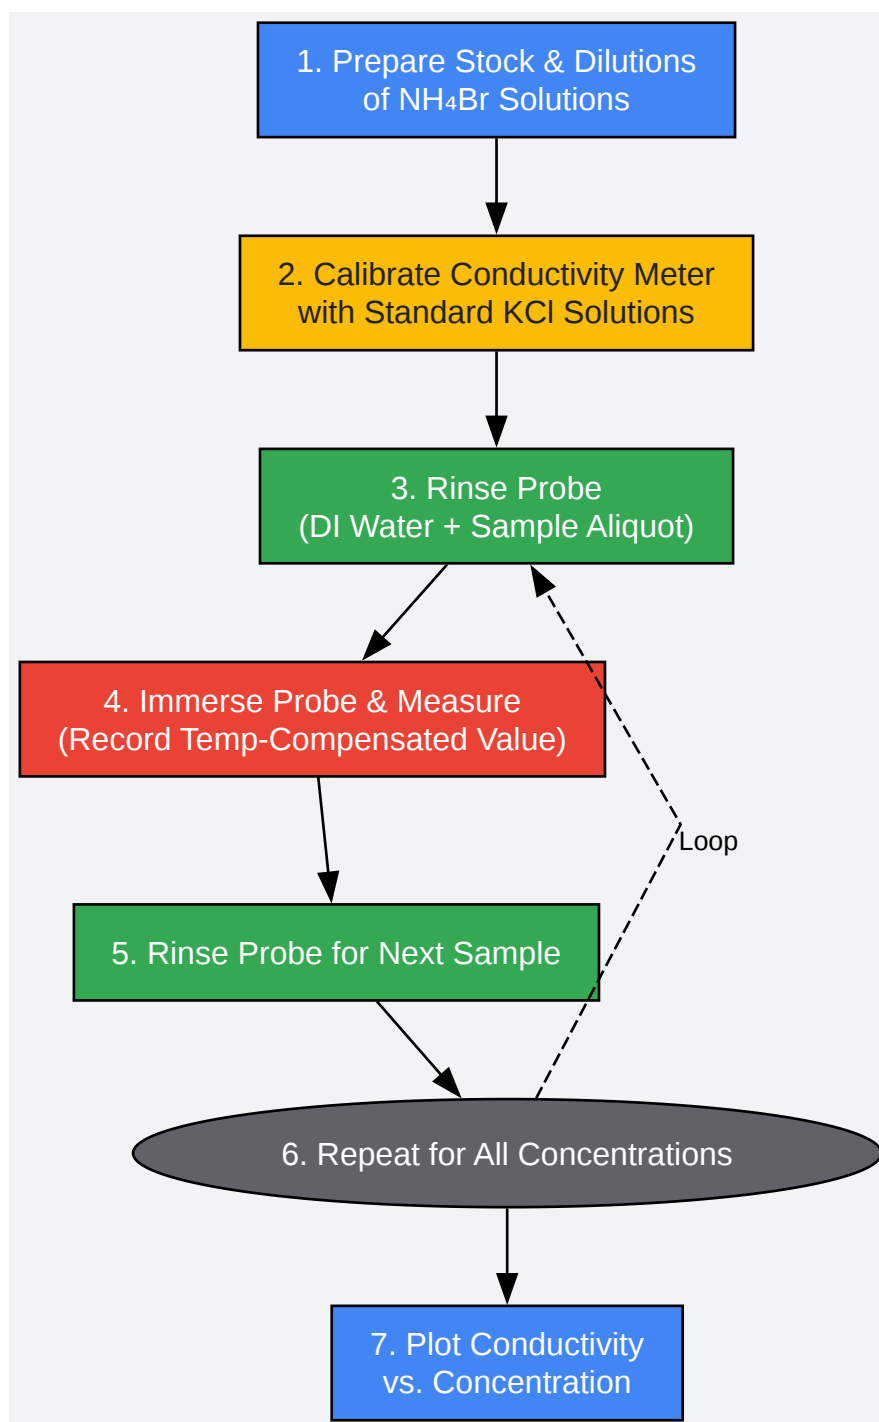 1. Prepare Stock & Dilutions
of NH₄Br Solutions
2. Calibrate Conductivity Meter
with Standard KCl Solutions
3. Rinse Probe
(DI Water + Sample Aliquot)
4. Immerse Probe & Measure
(Record Temp-Compensated Value)
Loop
5. Rinse Probe for Next Sample
6. Repeat for All Concentrations
7. Plot Conductivity
vs. Concentration